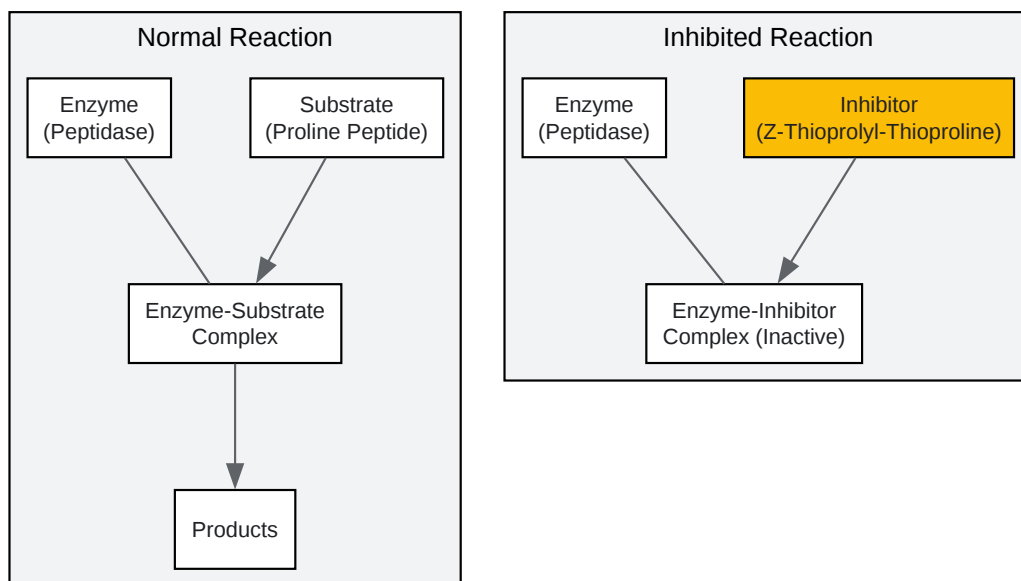 Normal Reaction
Enzyme
(Peptidase)
Substrate
(Proline Peptide)
Enzyme-Substrate
Complex
Products
Inhibited Reaction
Enzyme
(Peptidase)
Inhibitor
(Z-Thioprolyl-Thioproline)
Enzyme-Inhibitor
Complex (Inactive)